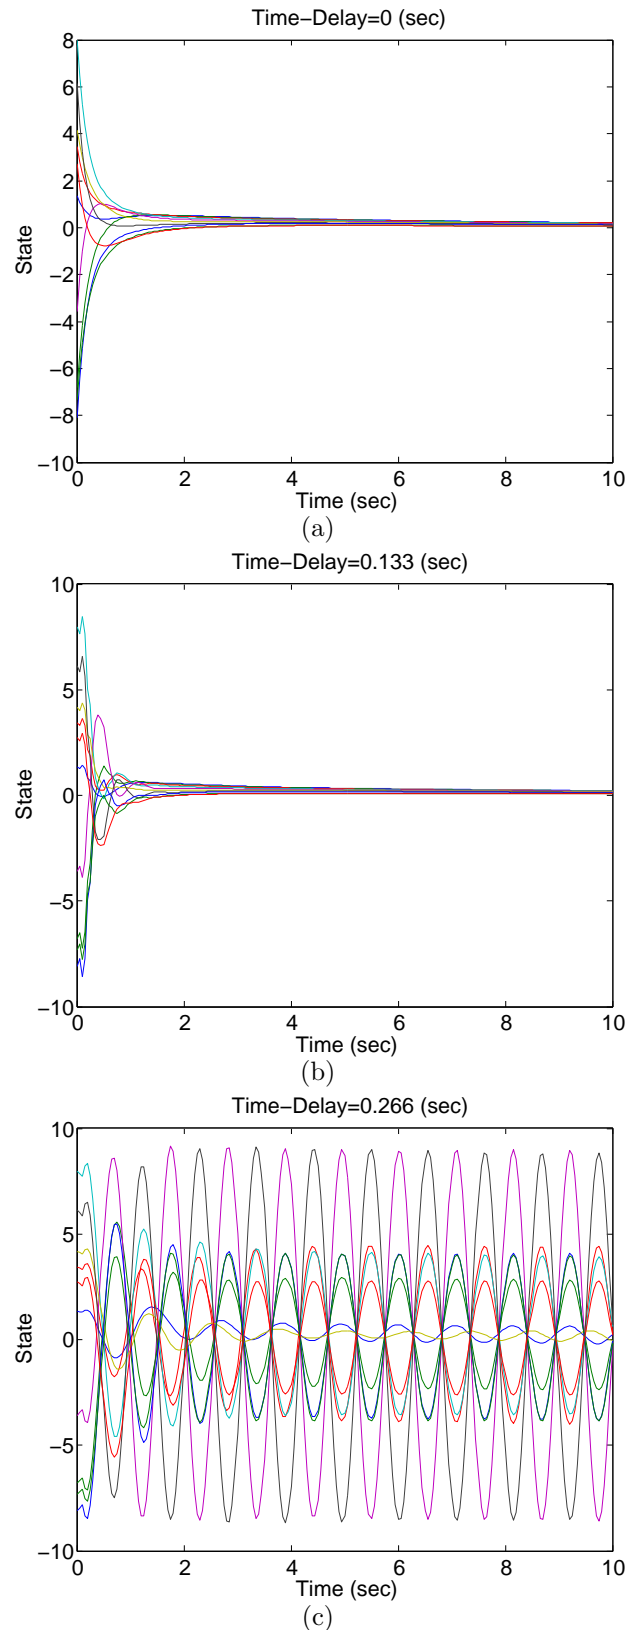 Time−Delay=0 (sec)
8
6
4
2
0
−2
−4
−6
−8
−10
State
0 2 4 6 8 10
Time (sec)
(a)
Time−Delay=0.133 (sec)
10
5
0
−5
−10
State
0 2 4 6 8 10
Time (sec)
(b)
Time−Delay=0.266 (sec)
10
5
0
−5
−10
State
0 2 4 6 8 10
Time (sec)
(c)